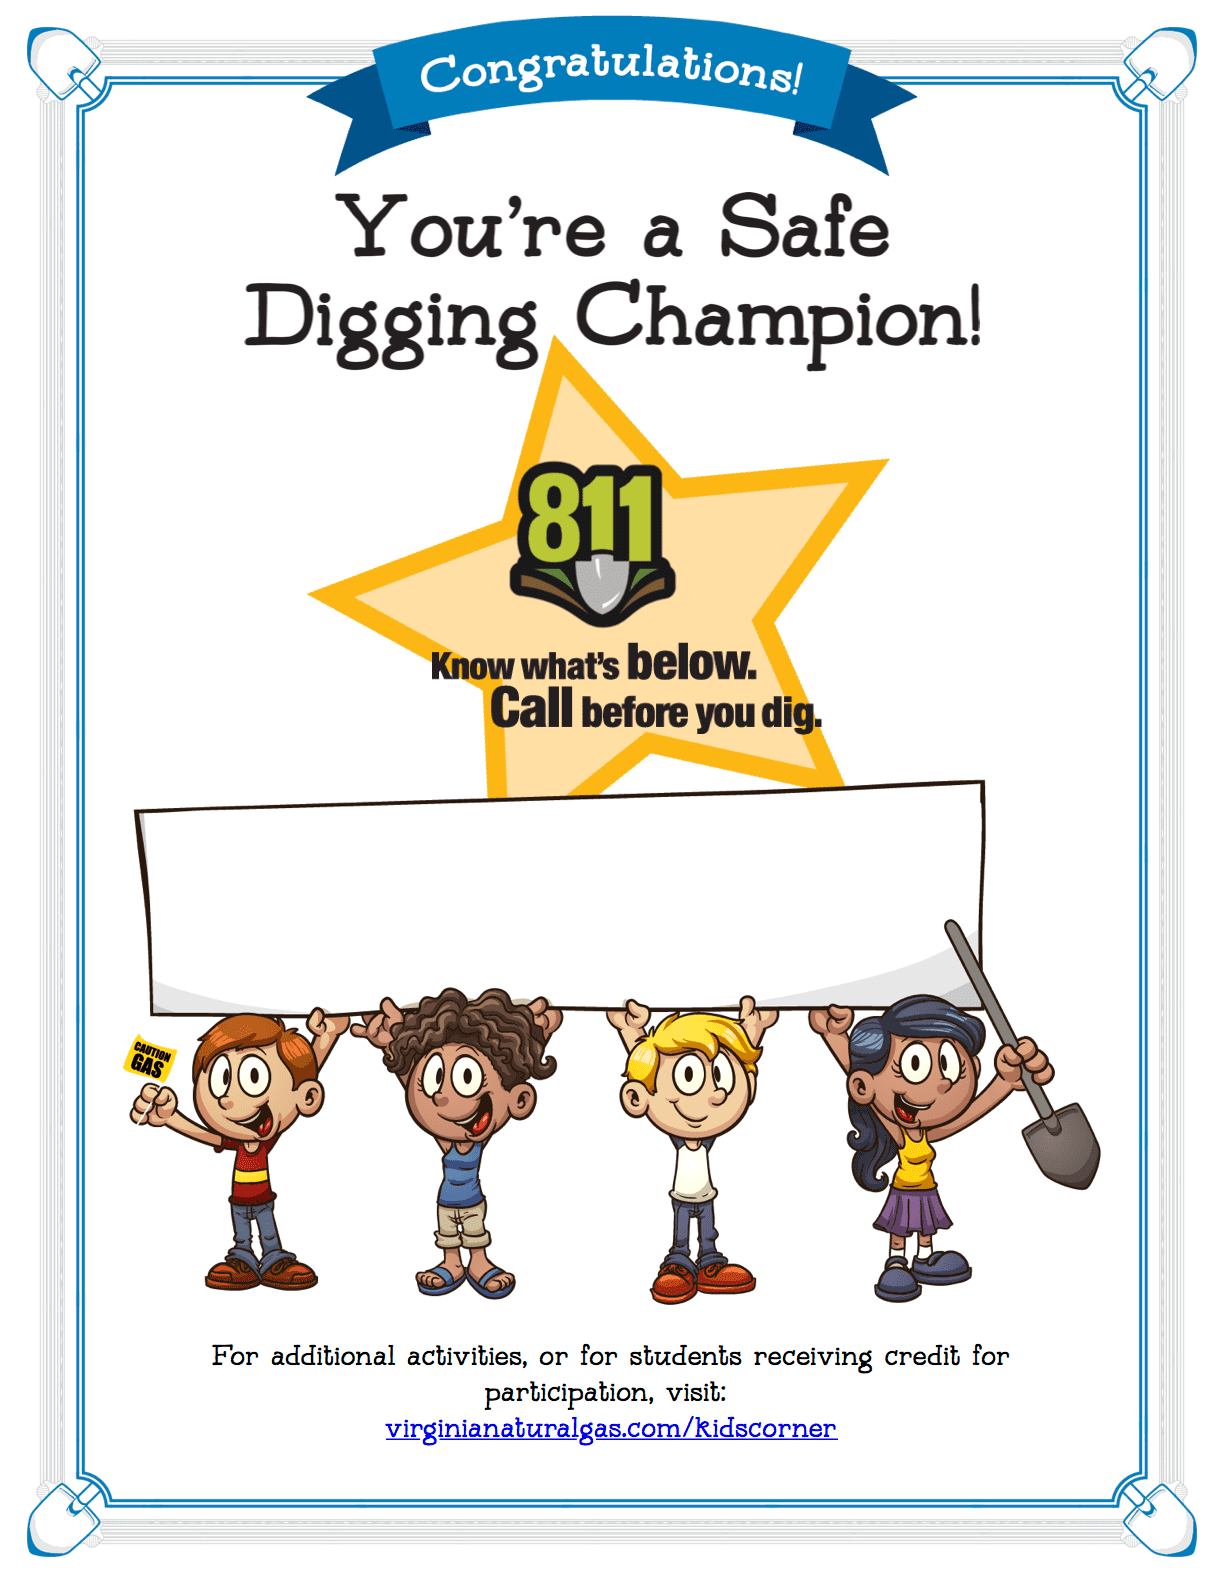 Congratulations!
You're a Safe
Digging Champion!
811
Know what's below.
Call before you dig.
CAUTION
GAS
For additional activities, or for students receiving credit for
participation, visit:
virginianaturalgas.com/kidscorner